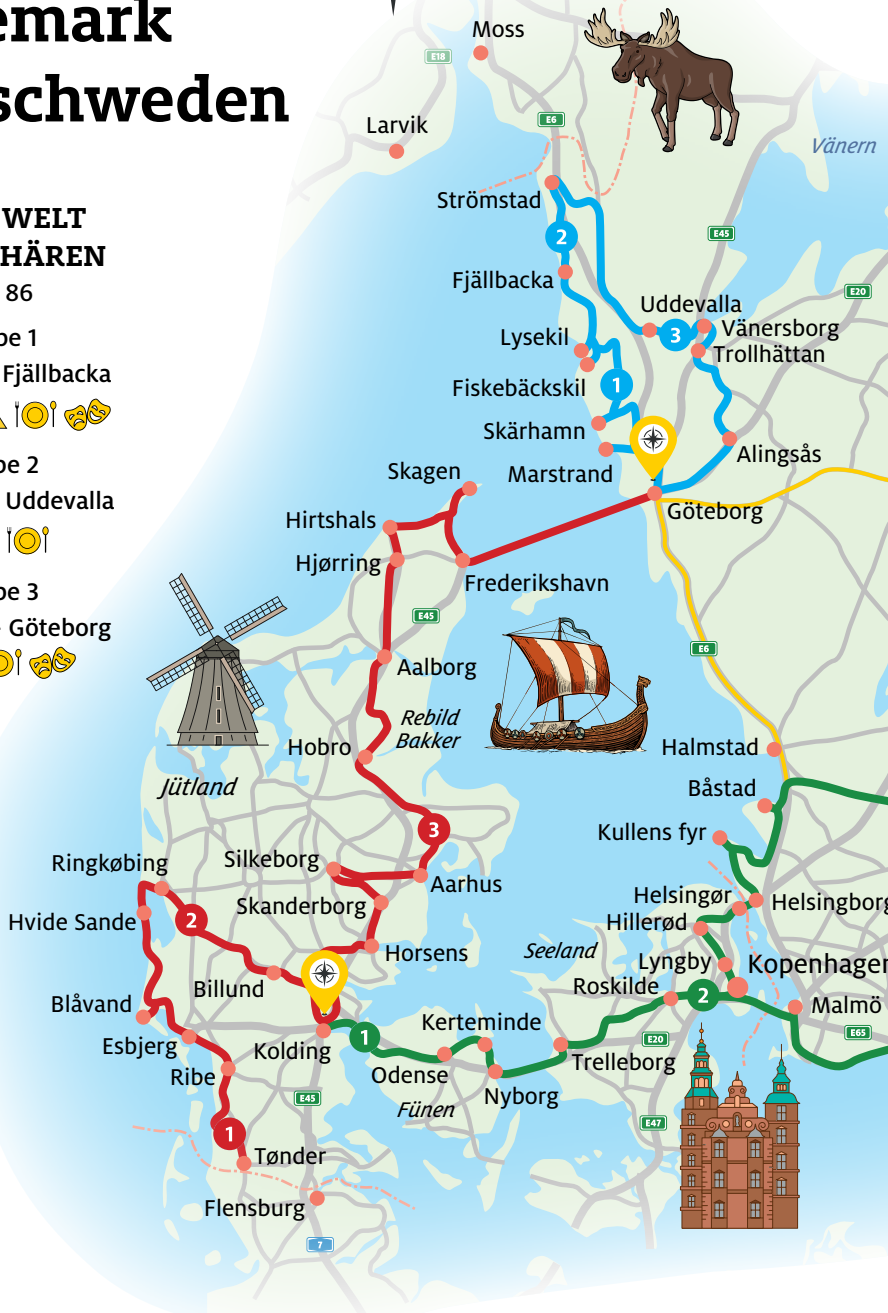 emark
schweden
WELT
HÄREN
86
be 1
Fjällbacka
be 2
Uddevalla
be 3
- Göteborg
Moss
E18
Larvik
E6
Vänern
Strömstad
2
E45
Fjällbacka
E20
Uddevalla
Lysekil
3
Vänersborg
Trollhättan
Fiskebäckskil
1
Skärhamn
Alingsås
Skagen
Marstrand
Göteborg
Hirtshals
Hjørring
Frederikshavn
E45
E6
Aalborg
Rebild
Bakker
Hobro
Halmstad
Jütland
Båstad
3
Kullens fyr
Ringkøbing
Silkeborg
Aarhus
Skanderborg
Helsingør
Helsingborg
Hvide Sande
2
Hillerød
Horsens
Seeland
Lyngby
Kopenhagen
Billund
Roskilde
2
Blåvand
Malmö
Kerteminde
1
E20
E65
Esbjerg
Kolding
Trelleborg
Ribe
Odense
Nyborg
E45
Fünen
E47
1
Tønder
Flensburg
7